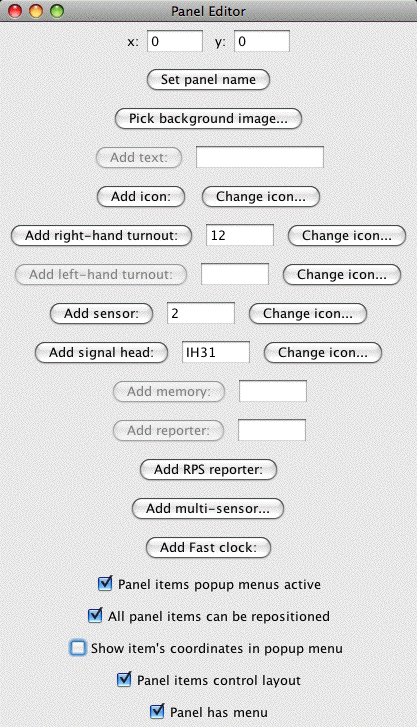 Panel Editor
x: 0 y: 0
Set panel name
Pick background image...
Add text:
Add icon: Change icon...
Add right-hand turnout: 12 Change icon...
Add left-hand turnout: Change icon...
Add sensor: 2 Change icon...
Add signal head: IH31 Change icon...
Add memory:
Add reporter:
Add RPS reporter:
Add multi-sensor...
Add Fast clock:
Panel items popup menus active
All panel items can be repositioned
Show item's coordinates in popup menu
Panel items control layout
Panel has menu